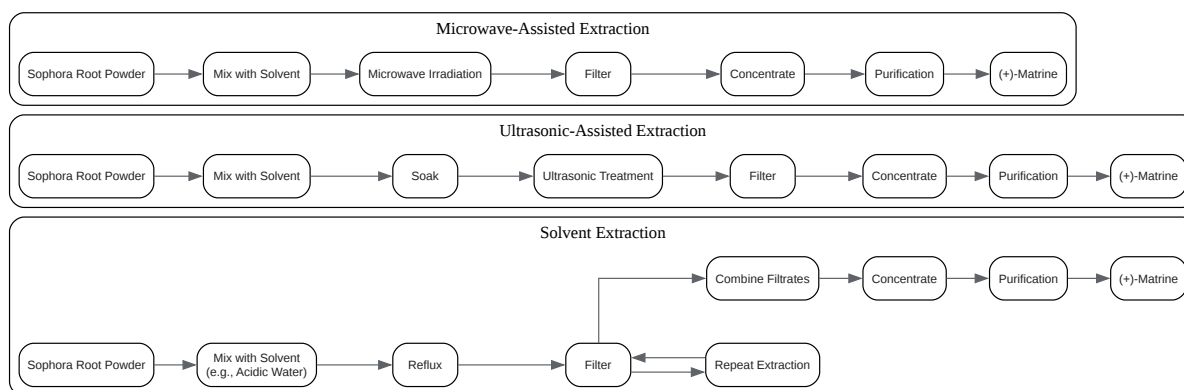 Microwave-Assisted Extraction
Sophora Root Powder
Mix with Solvent
Microwave Irradiation
Filter
Concentrate
Purification
(+)-Matrine
Ultrasonic-Assisted Extraction
Sophora Root Powder
Mix with Solvent
Soak
Ultrasonic Treatment
Filter
Concentrate
Purification
(+)-Matrine
Solvent Extraction
Combine Filtrates
Concentrate
Purification
(+)-Matrine
Sophora Root Powder
Mix with Solvent
(e.g., Acidic Water)
Reflux
Filter
Repeat Extraction